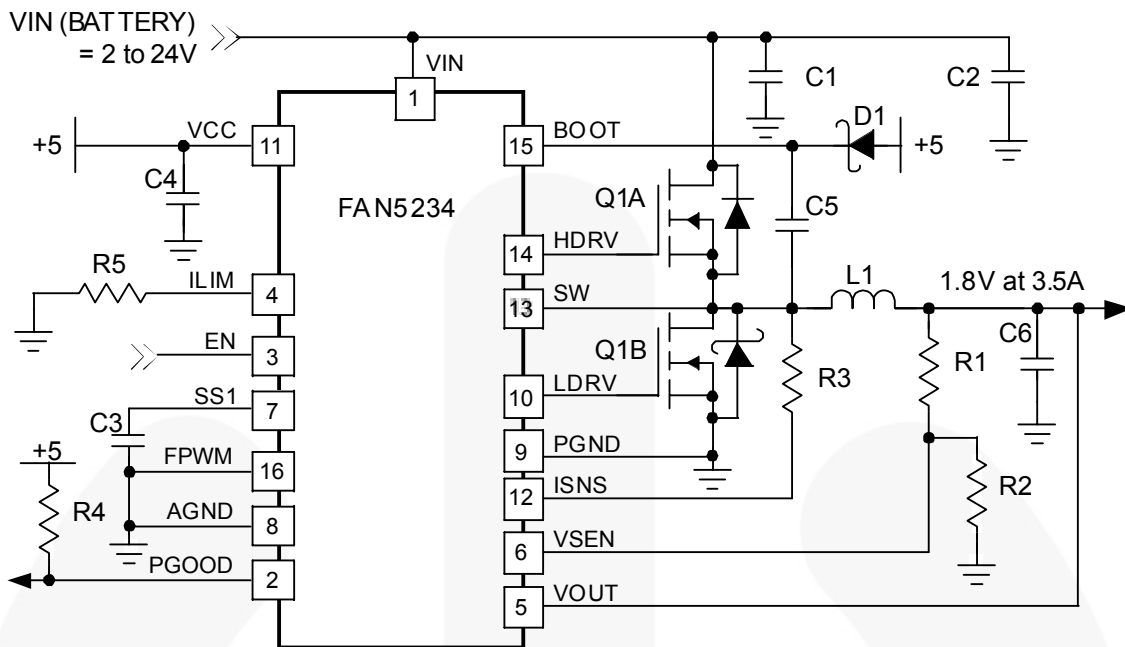 VIN (BATTERY)
= 2 to 24V
VIN
1
C1
C2
+5
VCC
11
15
BOOT
D1
+5
C4
FAN5234
Q1A
C5
14
HDRV
R5
ILIM
4
13
SW
L1
1.8V at 3.5A
EN
3
Q1B
R3
R1
C6
10
LDRV
SS1
7
C3
9
PGND
+5
FPWM
16
12
ISNS
R2
R4
AGND
8
6
VSEN
PGOOD
2
5
VOUT